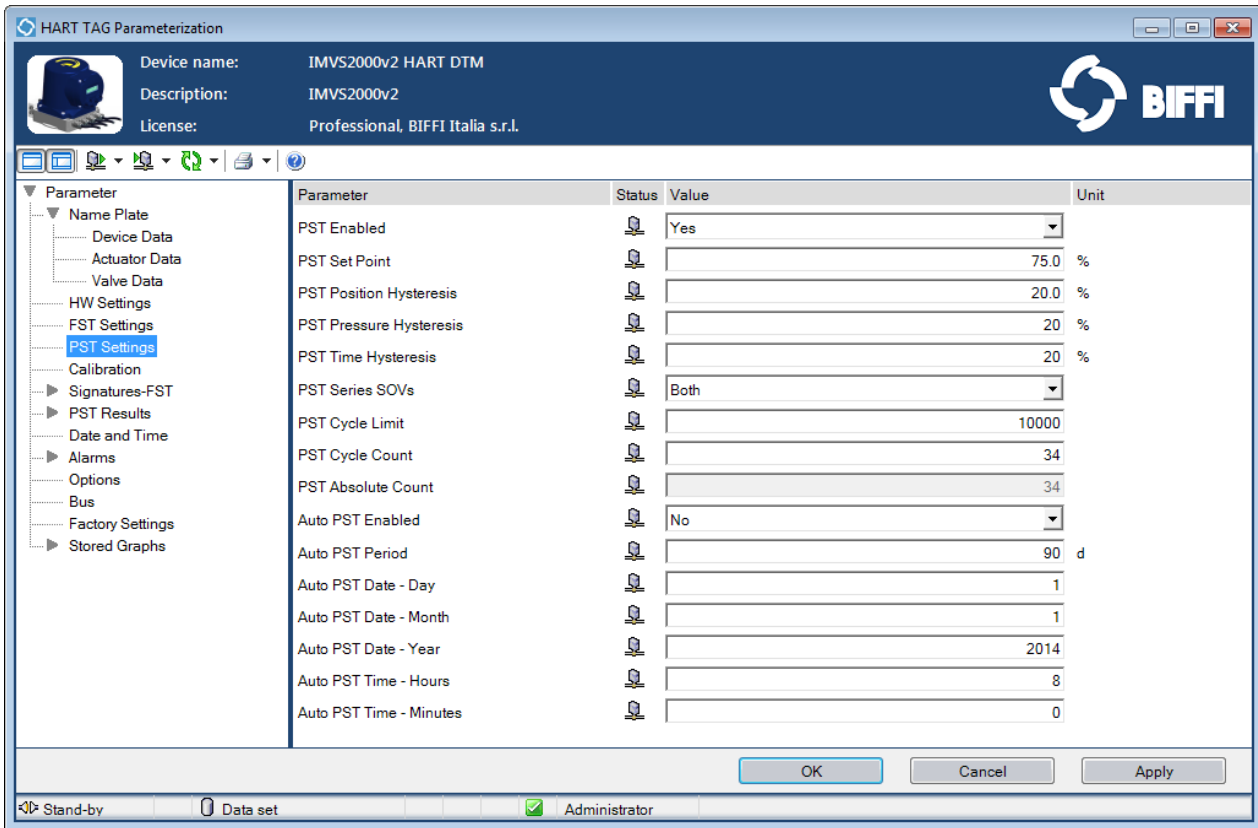 HART TAG Parameterization
Device name: IMVS2000v2 HART DTM
Description: IMVS2000v2
License: Professional, BIFFI Italia s.r.l.
BIFFI
Parameter
Name Plate
Device Data
Actuator Data
Valve Data
HW Settings
FST Settings
PST Settings
Calibration
Signatures-FST
PST Results
Date and Time
Alarms
Options
Bus
Factory Settings
Stored Graphs
Parameter Status Value Unit
PST Enabled Yes
PST Set Point 75.0 %
PST Position Hysteresis 20.0 %
PST Pressure Hysteresis 20 %
PST Time Hysteresis 20 %
PST Series SOVs Both
PST Cycle Limit 10000
PST Cycle Count 34
PST Absolute Count 34
Auto PST Enabled No
Auto PST Period 90 d
Auto PST Date - Day 1
Auto PST Date - Month 1
Auto PST Date - Year 2014
Auto PST Time - Hours 8
Auto PST Time - Minutes 0
OK Cancel Apply
Stand-by Data set Administrator